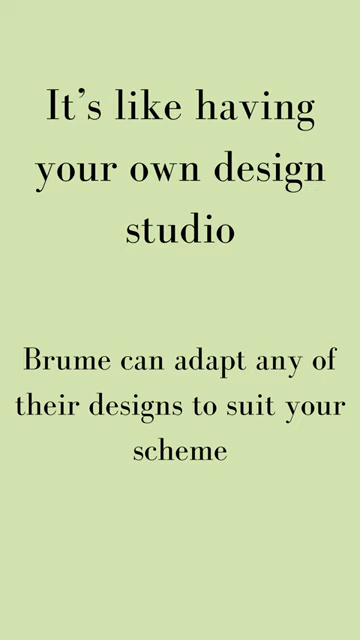 It’s like having
your own design
studio
Brume can adapt any of
their designs to suit your
scheme